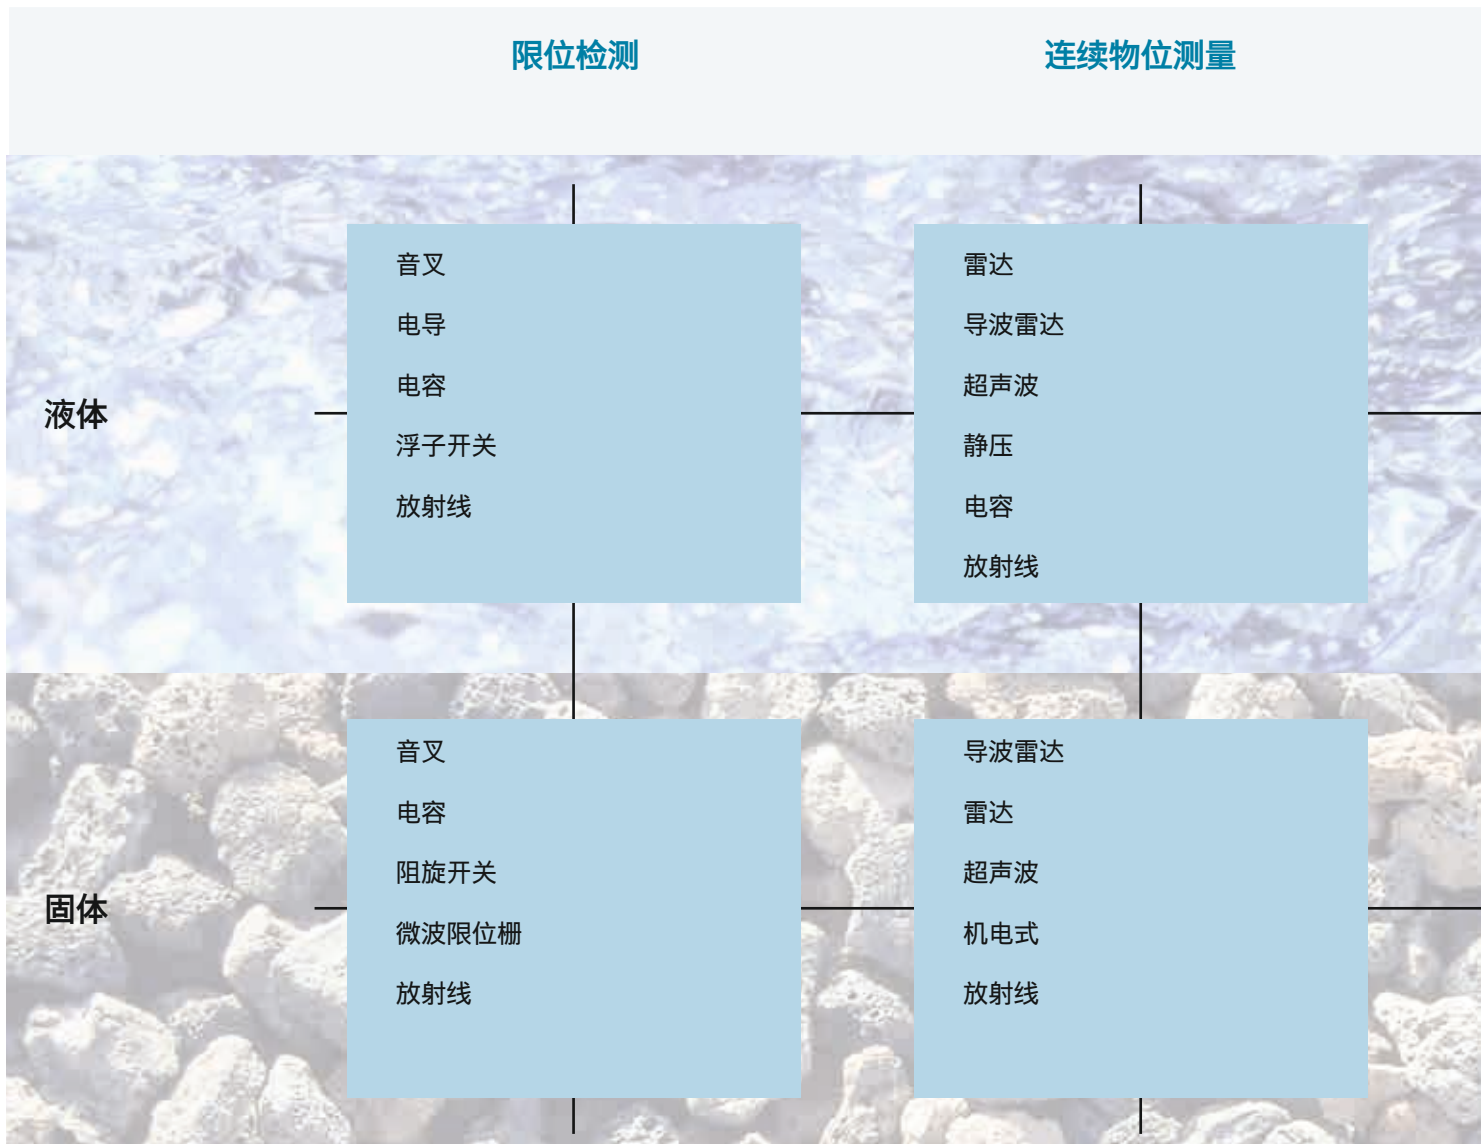 限位检测
连续物位测量
液体
音叉
电导
电容
浮子开关
放射线
雷达
导波雷达
超声波
静压
电容
放射线
固体
音叉
电容
阻旋开关
微波限位栅
放射线
导波雷达
雷达
超声波
机电式
放射线